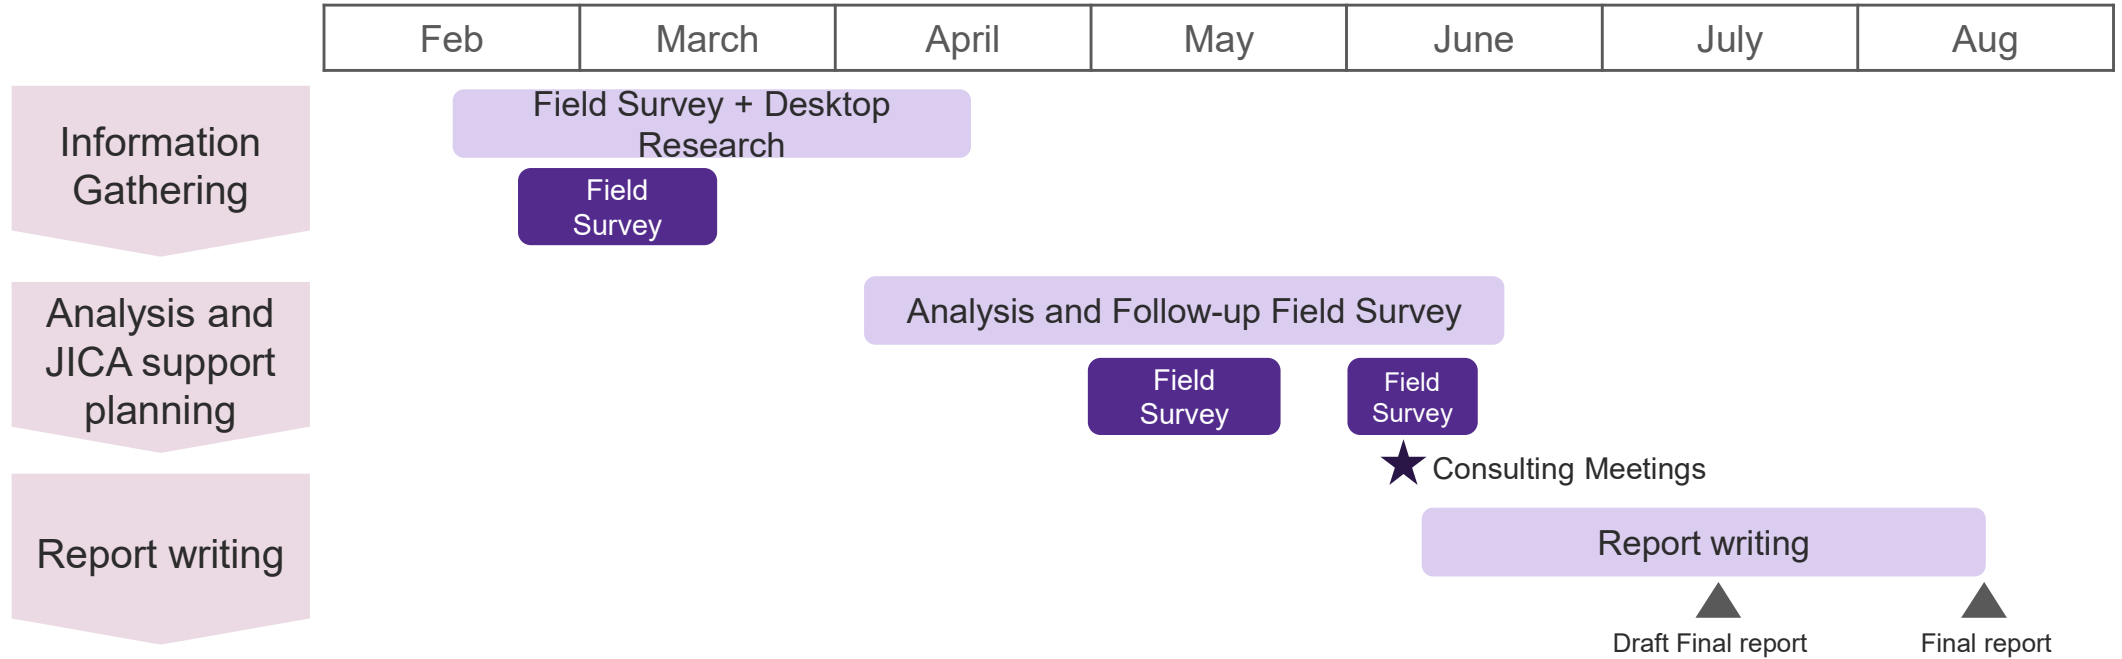 Feb March April May June July Aug
Information
Gathering
Field Survey + Desktop
Research
Field
Survey
Analysis and
JICA support
planning
Analysis and Follow-up Field Survey
Field
Survey
Field
Survey
Consulting Meetings
Report writing
Report writing
Draft Final report
Final report